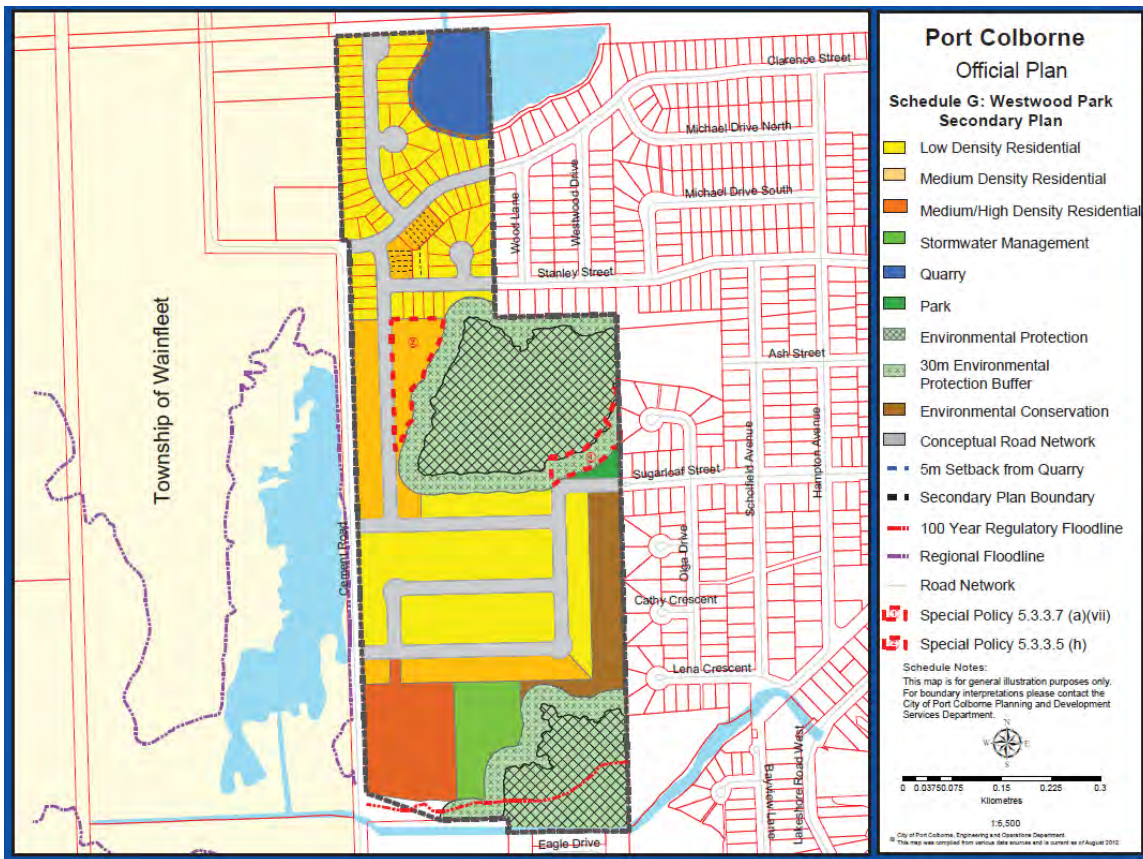 Port Colborne
Official Plan
Schedule G: Westwood Park
Secondary Plan
Low Density Residential
Medium Density Residential
Medium/High Density Residential
Stormwater Management
Quarry
Park
Environmental Protection
30m Environmental
Protection Buffer
Environmental Conservation
Conceptual Road Network
5m Setback from Quarry
Secondary Plan Boundary
100 Year Regulatory Floodline
Regional Floodline
Road Network
Special Policy 5.3.3.7 (a)(vii)
Special Policy 5.3.3.5 (h)
Schedule Notes:
This map is for general illustration purposes only.
For boundary interpretations please contact the
City of Port Colborne Planning and Development
Services Department.
N
W E
S
0 0.03750.075 0.15 0.225 0.3
Kilometres
1:6,500
City of Port Colborne, Engineering and Operations Department
This map was compiled from various data sources and is current as of August 2012
Clarence Street
Michael Drive North
Michael Drive South
Wood Lane
Westwood Drive
Stanley Street
Township of Wainfleet
Ash Street
Sugarloaf Street
Scholfield Avenue
Hampton Avenue
Cement Road
Olga Drive
Cathy Crescent
Lena Crescent
Bayview Lane
Lakeshore Road West
Eagle Drive